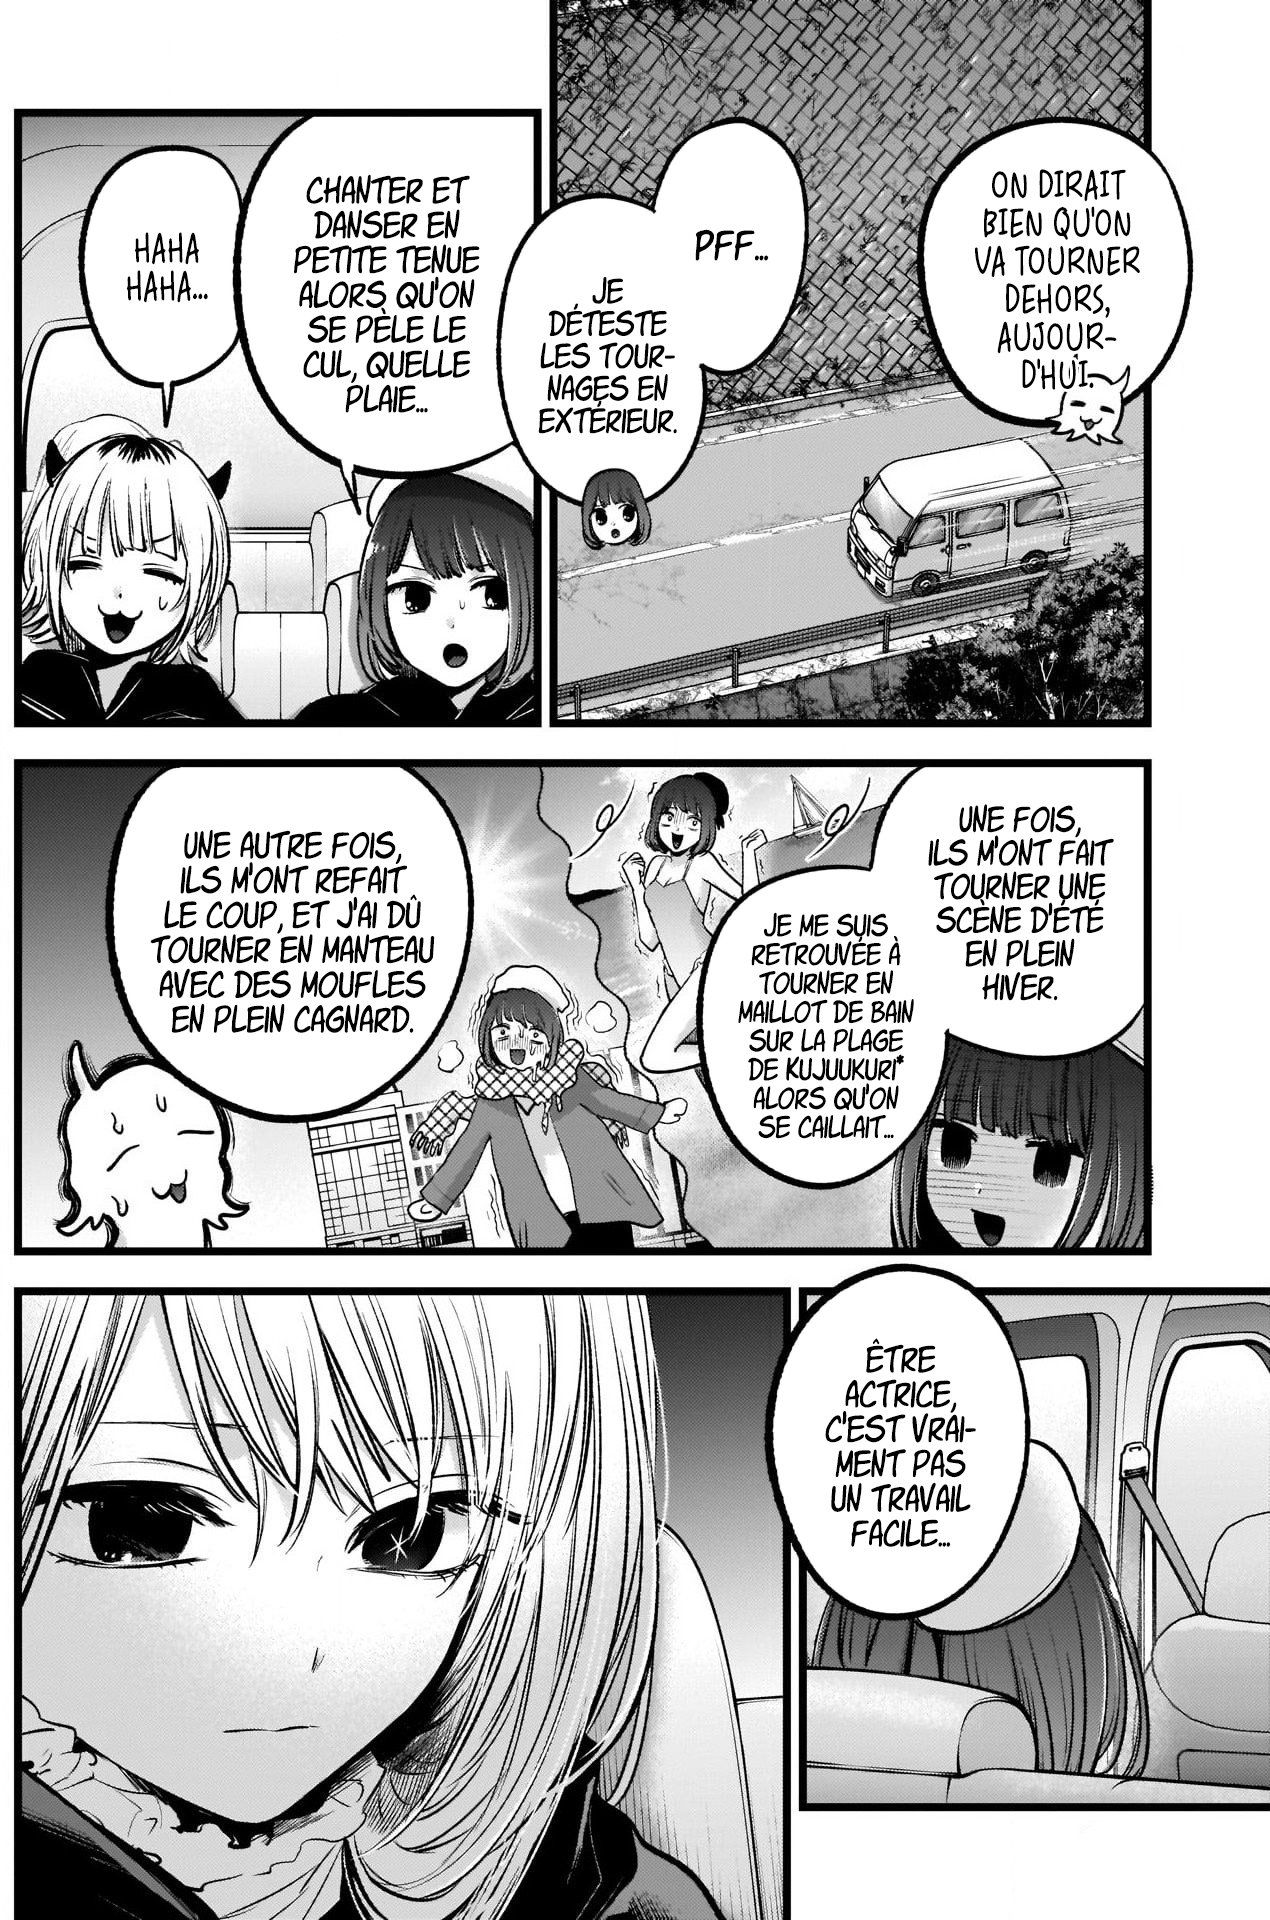 ON DIRAIT
BIEN QU'ON
VA TOURNER
DEHORS,
AUJOUR-
D'HUI.
PFF...
JE
DÉTESTE
LES TOUR-
NAGES EN
EXTÉRIEUR.
CHANTER ET
DANSER EN
PETITE TENUE
ALORS QU'ON
SE PÈLE LE
CUL, QUELLE
PLAIE...
HAHA
HAHA...
UNE FOIS,
ILS M'ONT FAIT
TOURNER UNE
SCÈNE D'ÉTÉ
EN PLEIN
HIVER.
JE ME SUIS
RETROUVÉE À
TOURNER EN
MAILLOT DE BAIN
SUR LA PLAGE
DE KUJUUKURI*
ALORS QU'ON
SE CAILLAIT...
UNE AUTRE FOIS,
ILS M'ONT REFAIT
LE COUP, ET J'AI DÛ
TOURNER EN MANTEAU
AVEC DES MOUFLES
EN PLEIN CAGNARD.
ÊTRE
ACTRICE,
C'EST VRAI-
MENT PAS
UN TRAVAIL
FACILE...